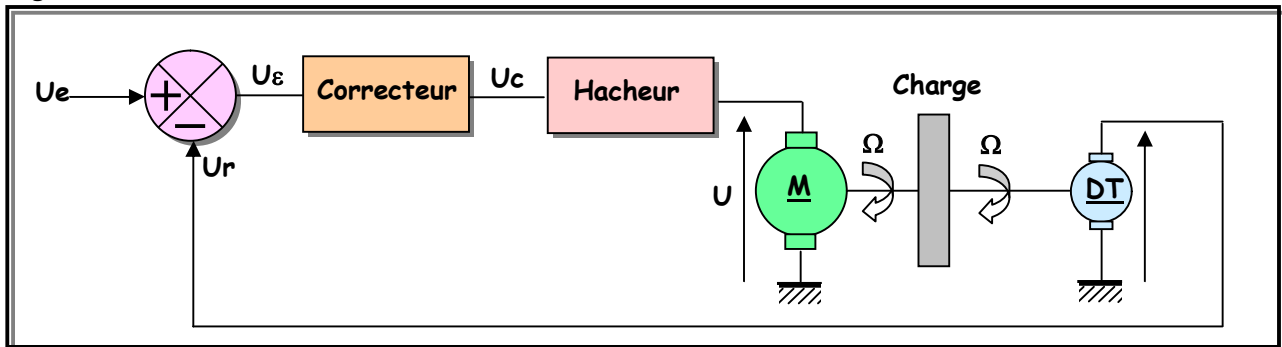 Ue
+
−
Uε
Correcteur
Uc
Hacheur
Charge
Ur
U
M
Ω
Ω
DT